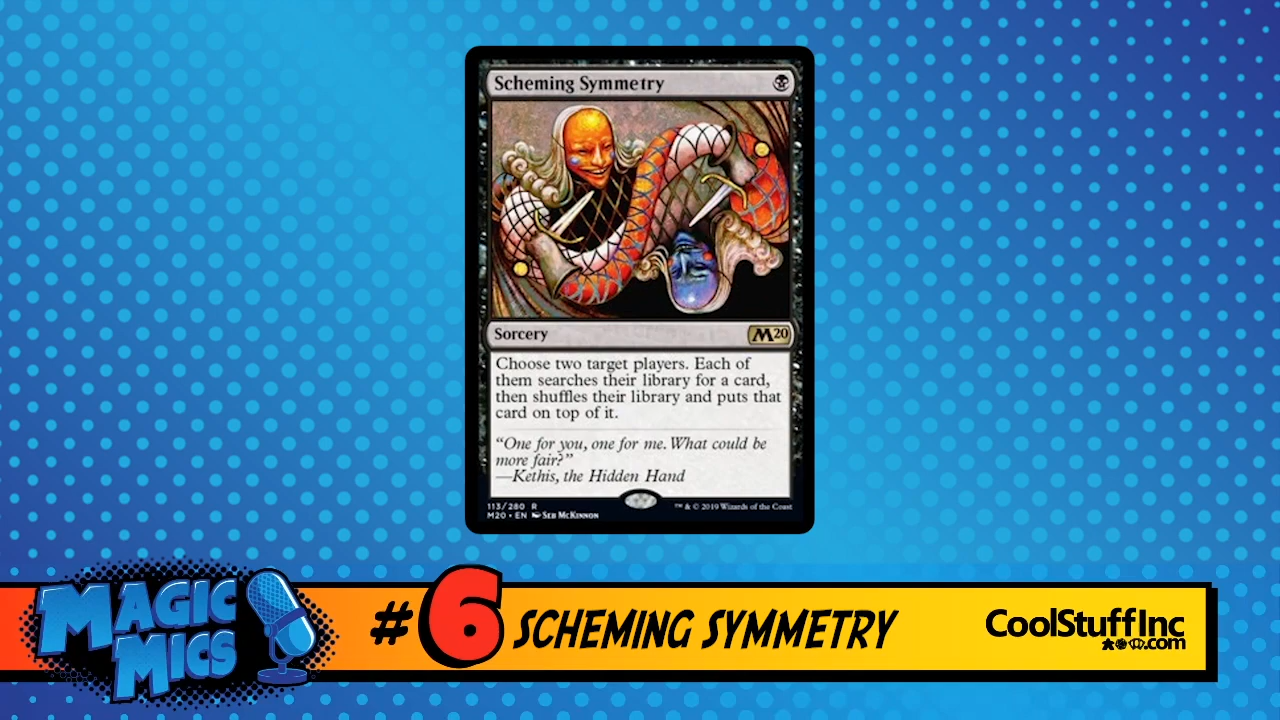 Scheming Symmetry
Sorcery
M20
Choose two target players. Each of
them searches their library for a card,
then shuffles their library and puts that
card on top of it.
“One for you, one for me. What could be
more fair?”
—Kethis, the Hidden Hand
113/280 R
M20 • EN Seb McKinnon
™ & © 2019 Wizards of the Coast
MAGIC
MICS
#6 SCHEMING SYMMETRY
CoolStuffInc
.com